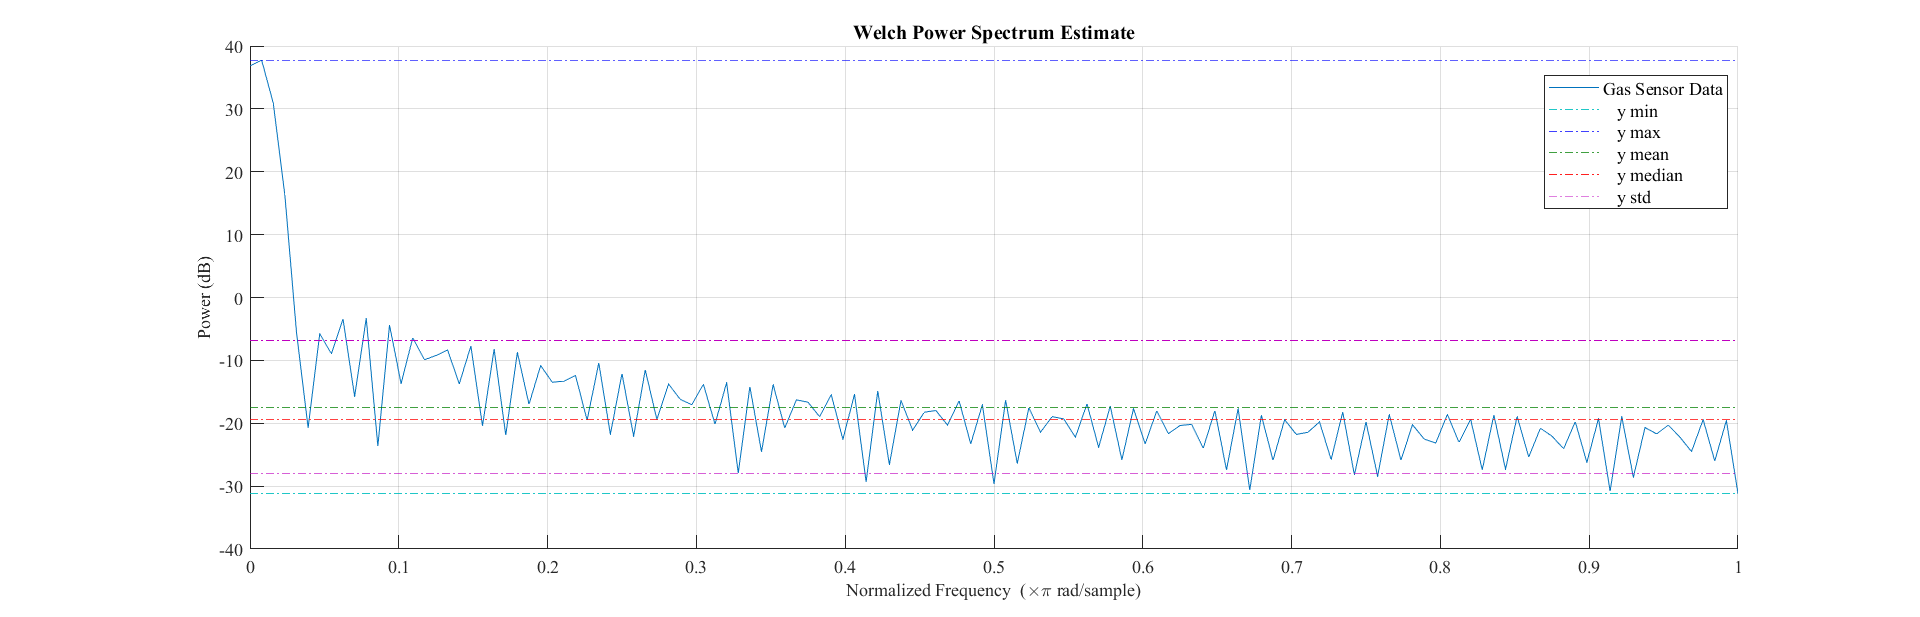 Welch Power Spectrum Estimate
40
30
20
10
0
-10
-20
-30
-40
Power (dB)
Gas Sensor Data
y min
y max
y mean
y median
y std
0
0.1
0.2
0.3
0.4
0.5
0.6
0.7
0.8
0.9
1
Normalized Frequency (×π rad/sample)